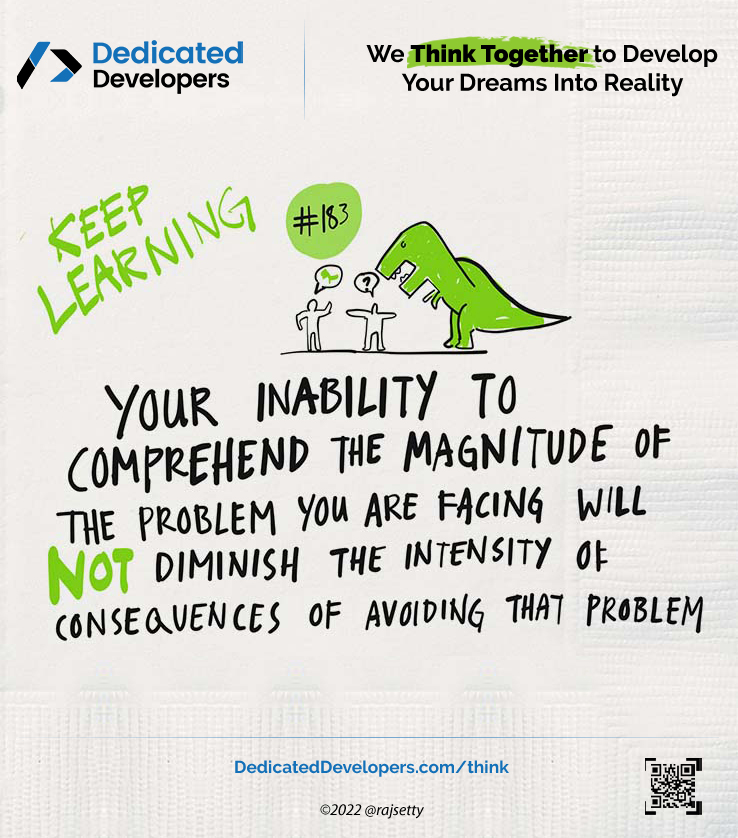 Dedicated
Developers
We Think Together to Develop
Your Dreams Into Reality
KEEP
LEARNING
#183
?
YOUR INABILITY TO
COMPREHEND THE MAGNITUDE OF
THE PROBLEM YOU ARE FACING WILL
NOT DIMINISH THE INTENSITY OF
CONSEQUENCES OF AVOIDING THAT PROBLEM
DedicatedDevelopers.com/think
©2022 @rajsetty